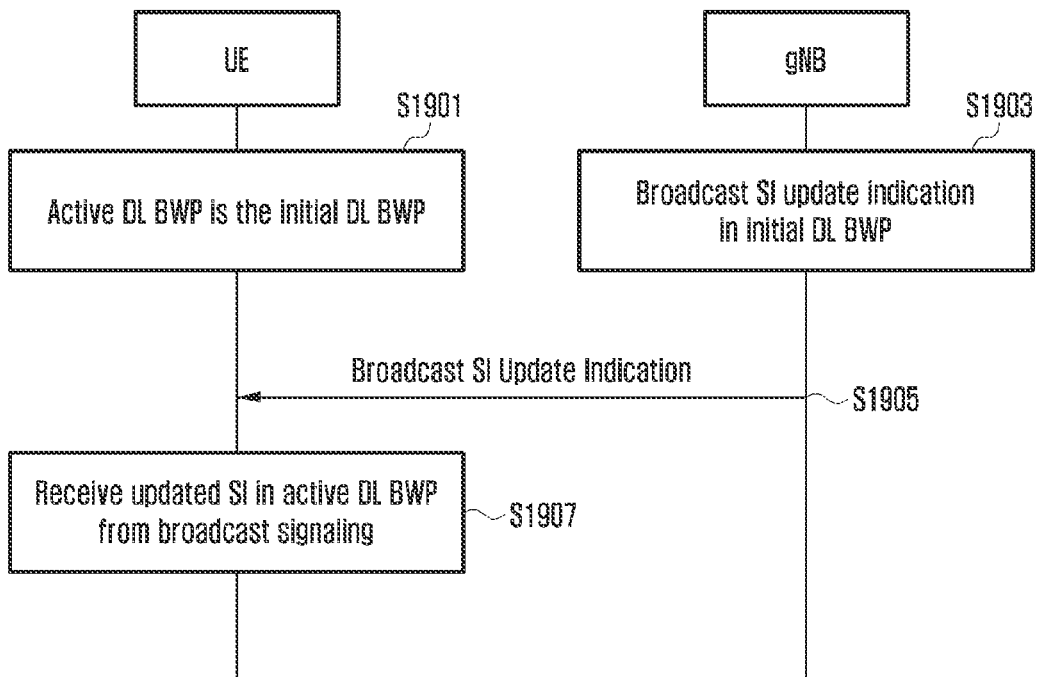 UE
gNB
S1901
S1903
Active DL BWP is the initial DL BWP
Broadcast SI update indication
in initial DL BWP
Broadcast SI Update Indication
S1905
Receive updated SI in active DL BWP
from broadcast signaling
S1907